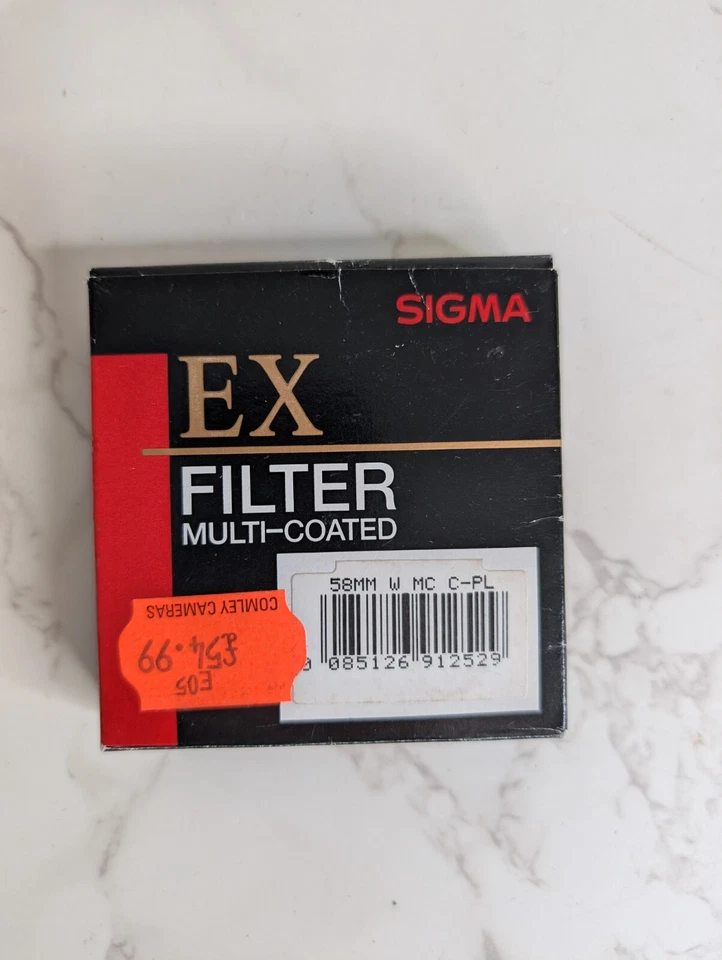 SIGMA
EX
FILTER
MULTI-COATED
58MM W MC C-PL
0 085126 912529
COMLEY CAMERAS
£54.99
E05